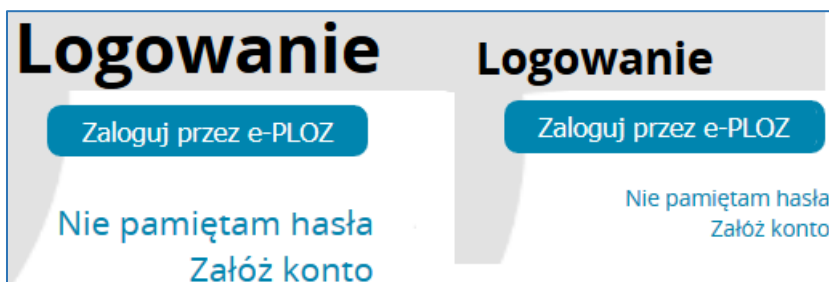 Logowanie
Zaloguj przez e-PLOZ
Nie pamiętam hasła
Załóż konto
Logowanie
Zaloguj przez e-PLOZ
Nie pamiętam hasła
Załóż konto